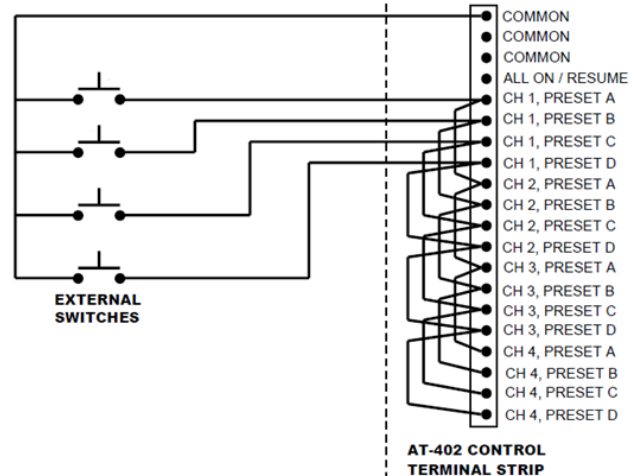 COMMON
COMMON
COMMON
ALL ON / RESUME
CH 1, PRESET A
CH 1, PRESET B
CH 1, PRESET C
CH 1, PRESET D
CH 2, PRESET A
CH 2, PRESET B
CH 2, PRESET C
CH 2, PRESET D
CH 3, PRESET A
CH 3, PRESET B
CH 3, PRESET C
CH 3, PRESET D
CH 4, PRESET A
CH 4, PRESET B
CH 4, PRESET C
CH 4, PRESET D
EXTERNAL
SWITCHES
AT-402 CONTROL
TERMINAL STRIP